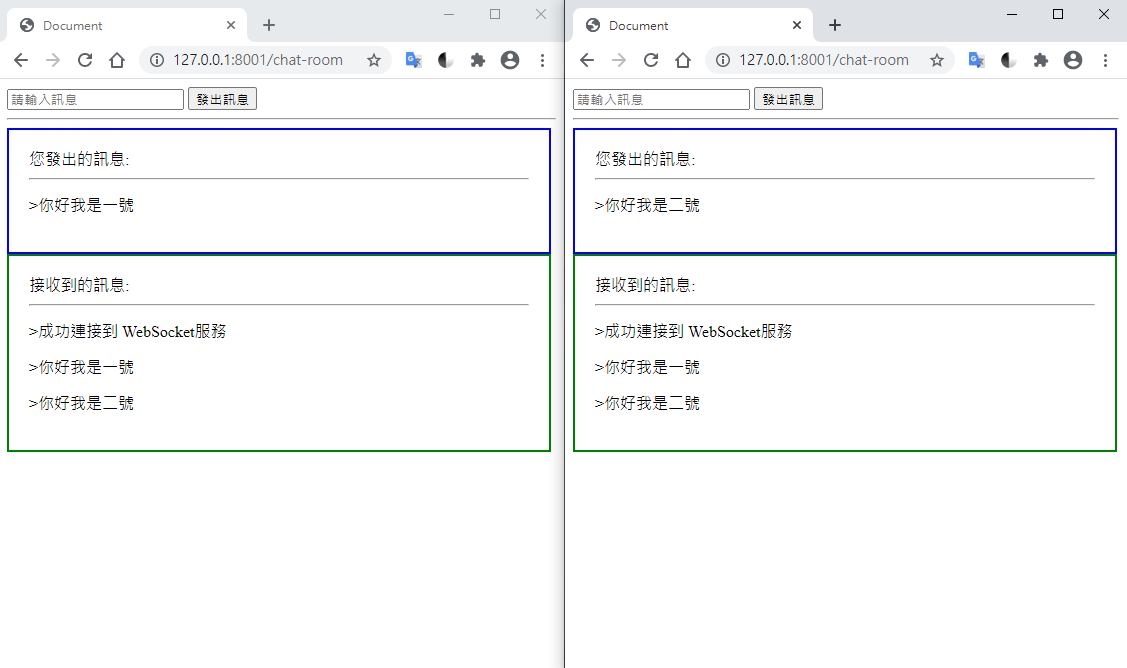 Document
127.0.0.1:8001/chat-room
請輸入訊息 發出訊息
您發出的訊息:
>你好我是一號
接收到的訊息:
>成功連接到 WebSocket服務
>你好我是一號
>你好我是二號
Document
127.0.0.1:8001/chat-room
請輸入訊息 發出訊息
您發出的訊息:
>你好我是二號
接收到的訊息:
>成功連接到 WebSocket服務
>你好我是一號
>你好我是二號